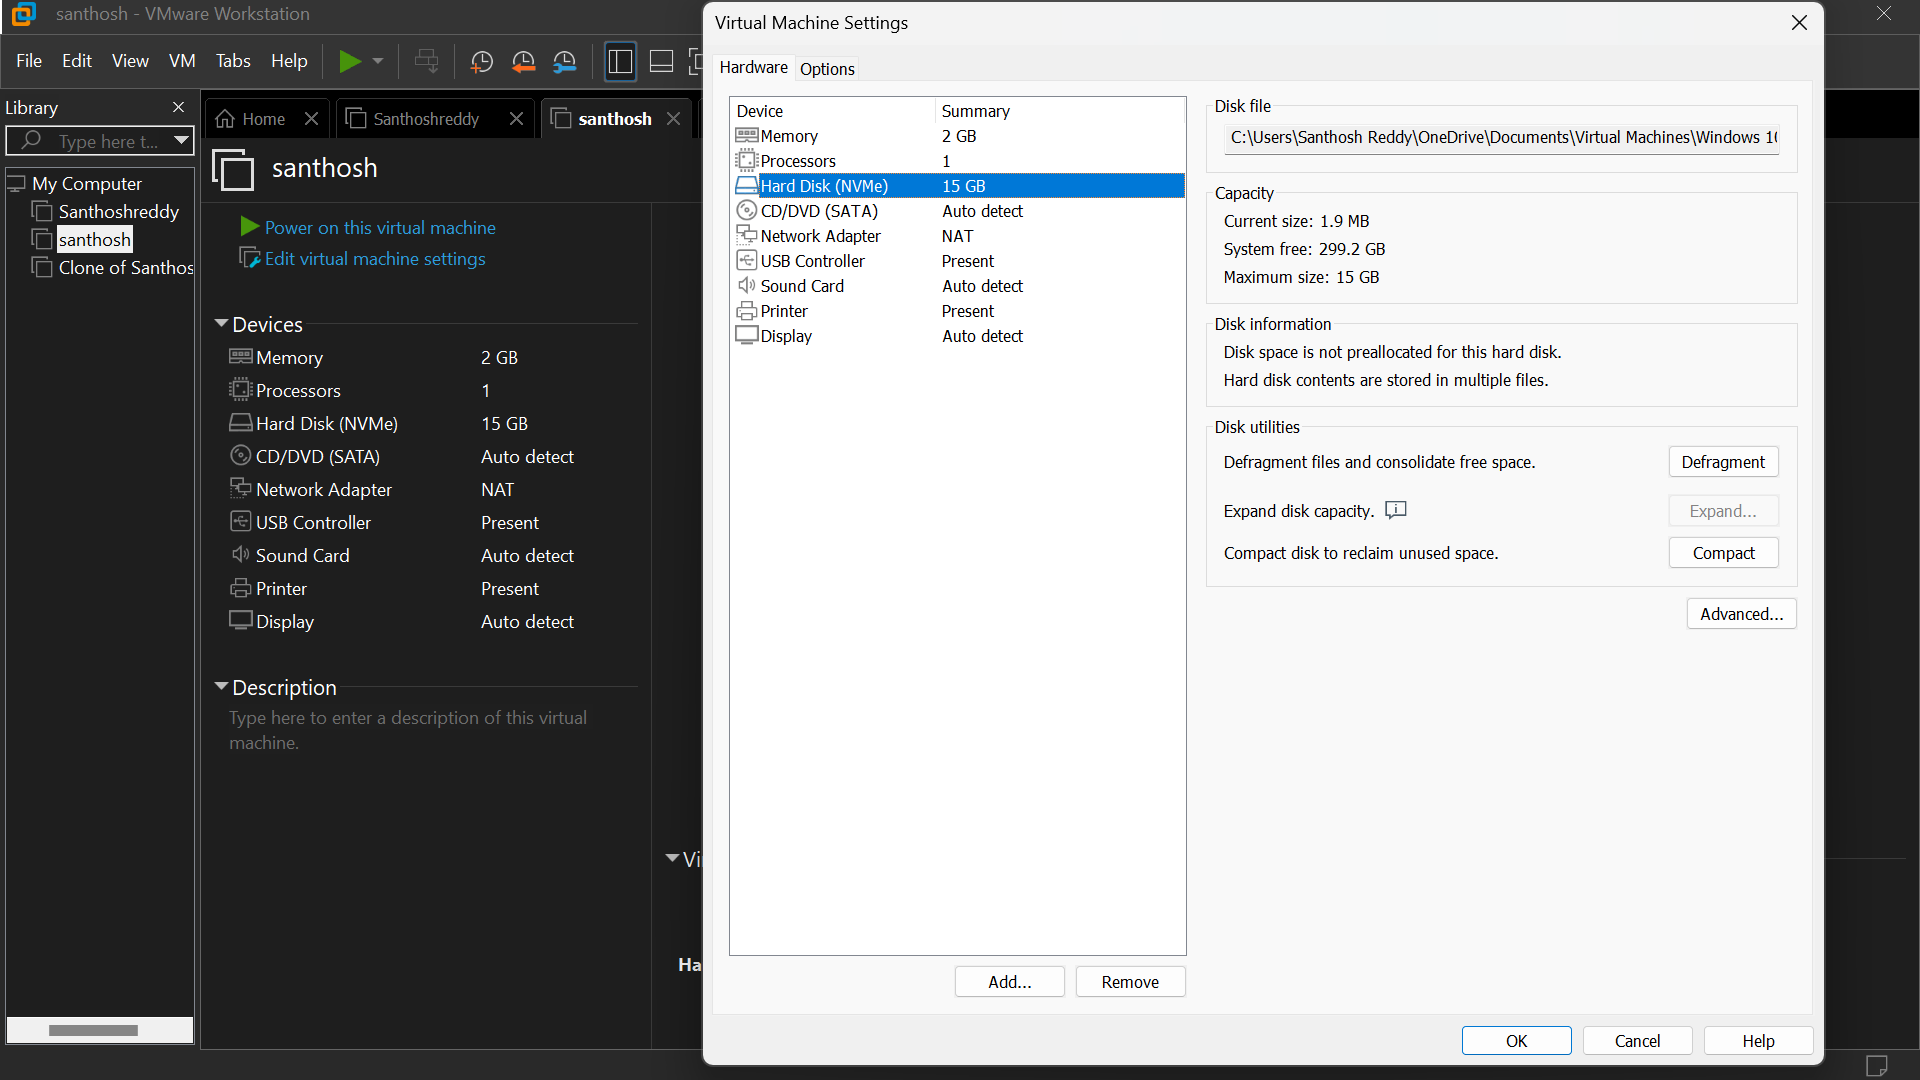 santhosh - VMware Workstation
File Edit View VM Tabs Help
Library
Type here t...
My Computer
Santhoshreddy
santhosh
Clone of Santhos
Home
Santhoshreddy
santhosh
santhosh
Power on this virtual machine
Edit virtual machine settings
Devices
Memory 2 GB
Processors 1
Hard Disk (NVMe) 15 GB
CD/DVD (SATA) Auto detect
Network Adapter NAT
USB Controller Present
Sound Card Auto detect
Printer Present
Display Auto detect
Description
Type here to enter a description of this virtual
machine.
Vi
Ha
Virtual Machine Settings
Hardware Options
Device Summary
Memory 2 GB
Processors 1
Hard Disk (NVMe) 15 GB
CD/DVD (SATA) Auto detect
Network Adapter NAT
USB Controller Present
Sound Card Auto detect
Printer Present
Display Auto detect
Add... Remove
Disk file
C:\Users\Santhosh Reddy\OneDrive\Documents\Virtual Machines\Windows 1
Capacity
Current size: 1.9 MB
System free: 299.2 GB
Maximum size: 15 GB
Disk information
Disk space is not preallocated for this hard disk.
Hard disk contents are stored in multiple files.
Disk utilities
Defragment files and consolidate free space. Defragment
Expand disk capacity. Expand...
Compact disk to reclaim unused space. Compact
Advanced...
OK Cancel Help